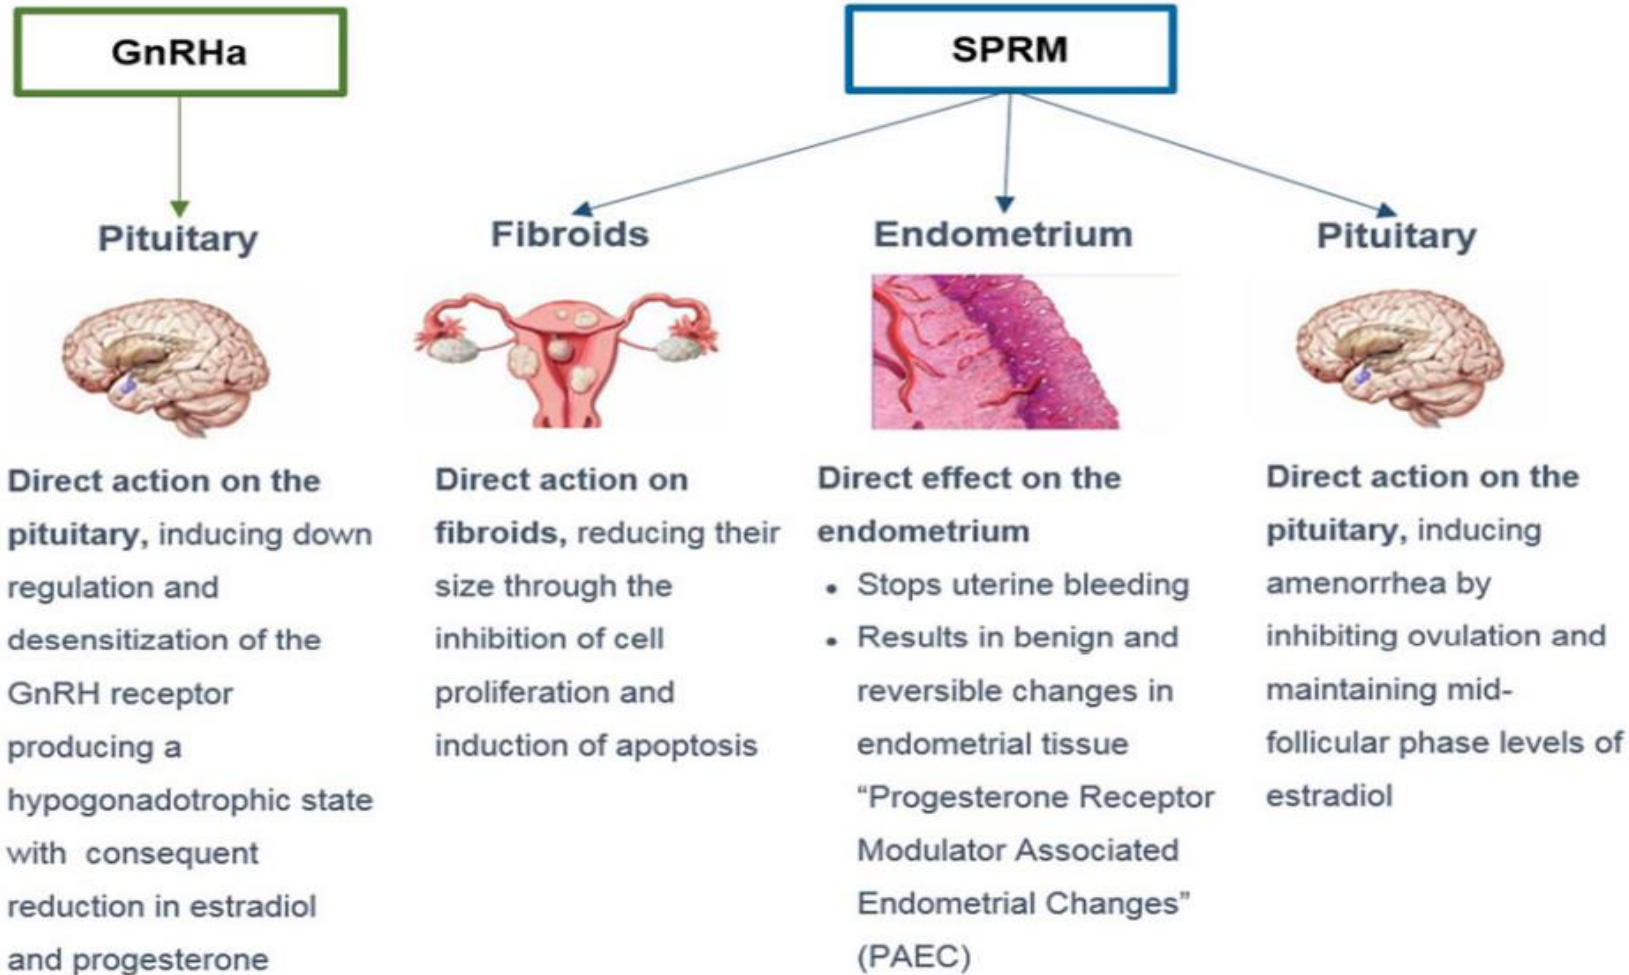 GnRHa
SPRM
Pituitary
Fibroids
Endometrium
Pituitary
Direct action on the
pituitary, inducing down
regulation and
desensitization of the
GnRH receptor
producing a
hypogonadotrophic state
with consequent
reduction in estradiol
and progesterone
Direct action on
fibroids, reducing their
size through the
inhibition of cell
proliferation and
induction of apoptosis
Direct effect on the
endometrium
• Stops uterine bleeding
• Results in benign and
reversible changes in
endometrial tissue
“Progesterone Receptor
Modulator Associated
Endometrial Changes”
(PAEC)
Direct action on the
pituitary, inducing
amenorrhea by
inhibiting ovulation and
maintaining mid-
follicular phase levels of
estradiol